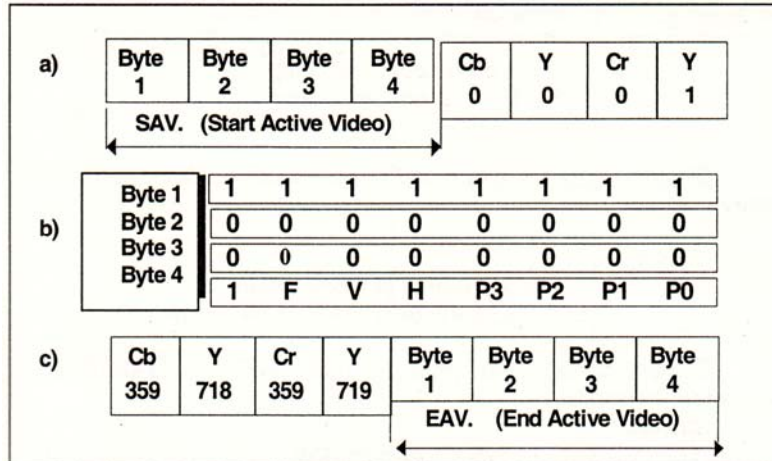 a) Byte Byte Byte Byte Cb Y Cr Y
1 2 3 4 0 0 0 1
SAV. (Start Active Video)
Byte 1 1 1 1 1 1 1 1 1
Byte 2 0 0 0 0 0 0 0 0
b)
Byte 3 0 0 0 0 0 0 0 0
Byte 4 1 F V H P3 P2 P1 P0
c) Cb Y Cr Y Byte Byte Byte Byte
359 718 359 719 1 2 3 4
EAV. (End Active Video)